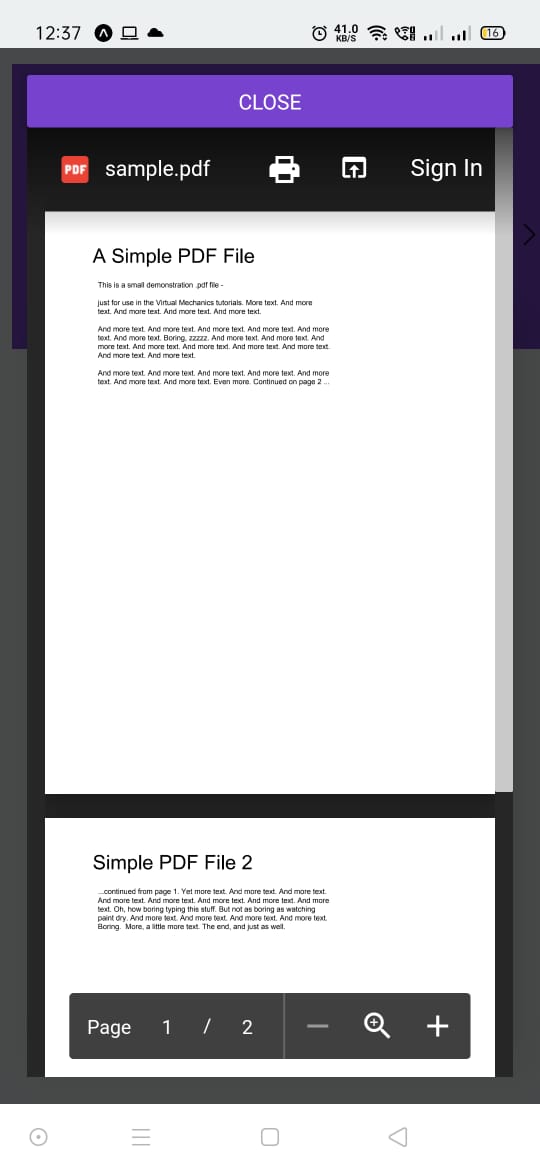 12:37
41.0
KB/S
16
CLOSE
PDF
sample.pdf
Sign In
A Simple PDF File
This is a small demonstration .pdf file -
just for use in the Virtual Mechanics tutorials. More text. And more
text. And more text. And more text. And more text.
And more text. And more text. And more text. And more text. And more
text. And more text. Boring, zzzzz. And more text. And more text. And
more text. And more text. And more text. And more text. And more text.
And more text. And more text.
And more text. And more text. And more text. And more text. And more
text. And more text. And more text. Even more. Continued on page 2 ...
Simple PDF File 2
...continued from page 1. Yet more text. And more text. And more text.
And more text. And more text. And more text. And more text. And more
text. Oh, how boring typing this stuff. But not as boring as watching
paint dry. And more text. And more text. And more text. And more text.
Boring. More, a little more text. The end, and just as well.
Page 1 / 2